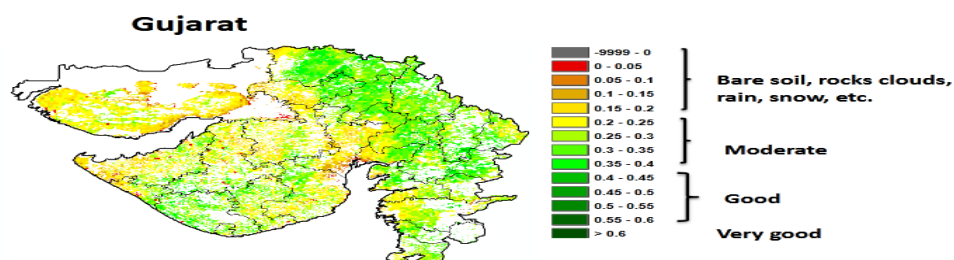 Gujarat
-9999 - 0
0 - 0.05
0.05 - 0.1
0.1 - 0.15
0.15 - 0.2
0.2 - 0.25
0.25 - 0.3
0.3 - 0.35
0.35 - 0.4
0.4 - 0.45
0.45 - 0.5
0.5 - 0.55
0.55 - 0.6
> 0.6
Bare soil, rocks clouds,
rain, snow, etc.
Moderate
Good
Very good